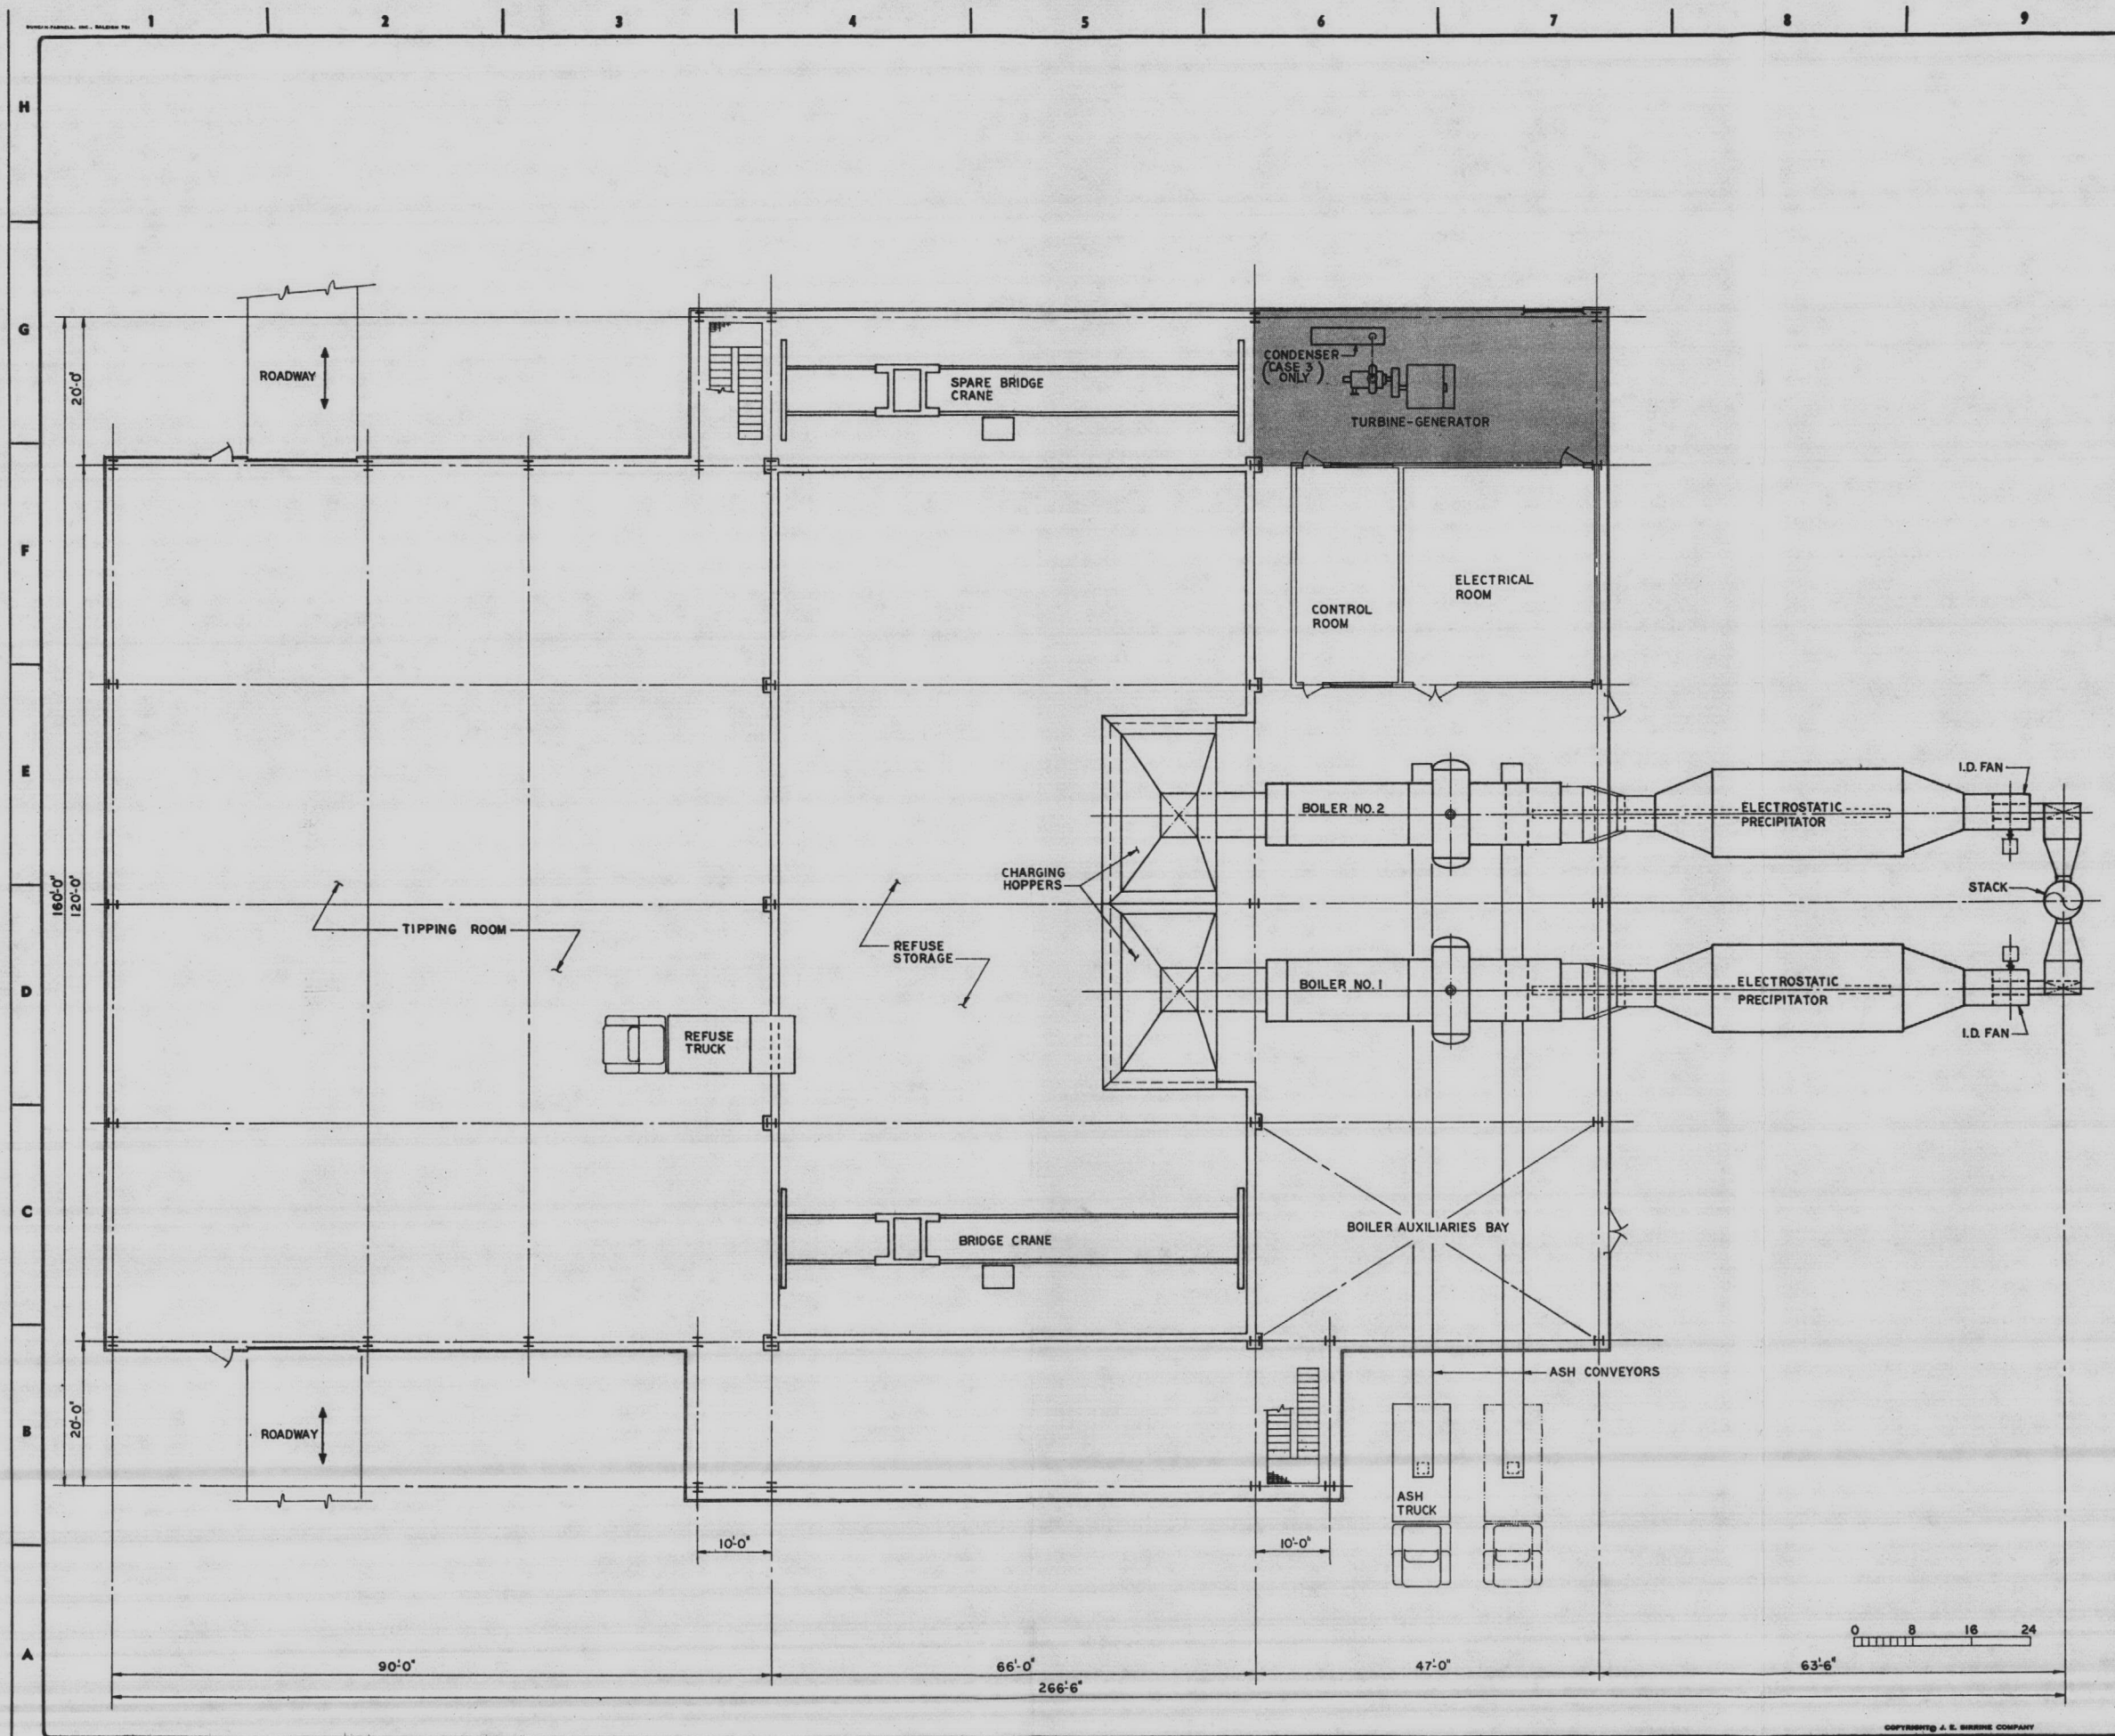 DUNCAN-PARNELL, INC., RALEIGH
1 2 3 4 5 6 7 8 9
H
G
F
E
D
C
B
A
ROADWAY
20'-0"
SPARE BRIDGE
CRANE
CONDENSER
(CASE 3
ONLY)
TURBINE-GENERATOR
CONTROL
ROOM
ELECTRICAL
ROOM
160'-0"
120'-0"
I.D. FAN
BOILER NO. 2
ELECTROSTATIC
PRECIPITATOR
CHARGING
HOPPERS
STACK
TIPPING ROOM
REFUSE
STORAGE
BOILER NO. 1
ELECTROSTATIC
PRECIPITATOR
I.D. FAN
REFUSE
TRUCK
BRIDGE CRANE
BOILER AUXILIARIES BAY
ASH CONVEYORS
20'-0"
ROADWAY
ASH
TRUCK
10'-0"
10'-0"
0 8 16 24
90'-0"
66'-0"
47'-0"
63'-6"
266'-6"
COPYRIGHT © J. E. SIRRINE COMPANY